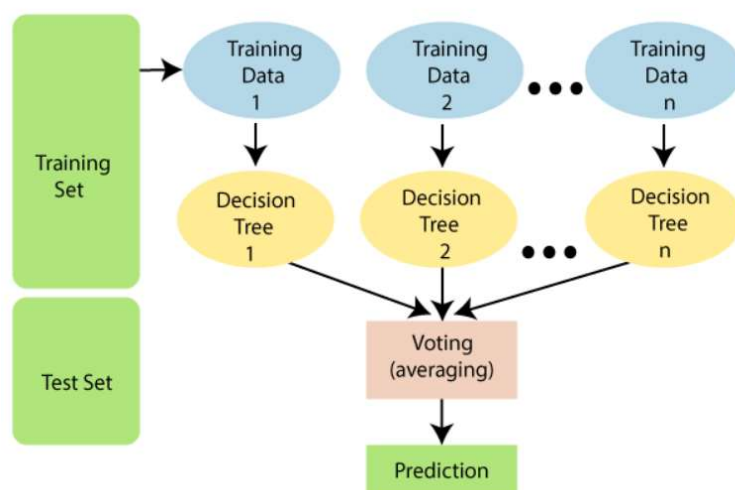 Training
Set
Training
Data
1
Training
Data
2
Training
Data
n
Decision
Tree
1
Decision
Tree
2
Decision
Tree
n
Test Set
Voting
(averaging)
Prediction